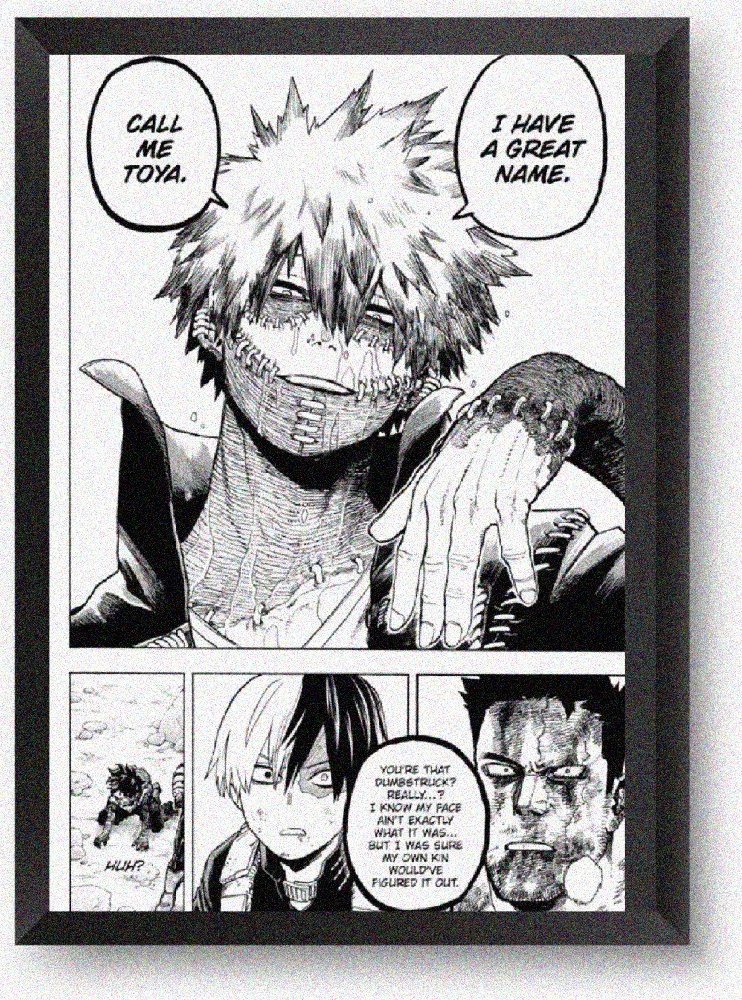 I HAVE
A GREAT
NAME.
CALL
ME
TOYA.
HUH?
YOU'RE THAT
DUMBSTRUCK?
REALLY...?
I KNOW MY FACE
AIN'T EXACTLY
WHAT IT WAS...
BUT I WAS SURE
MY OWN KIN
WOULD'VE
FIGURED IT OUT.